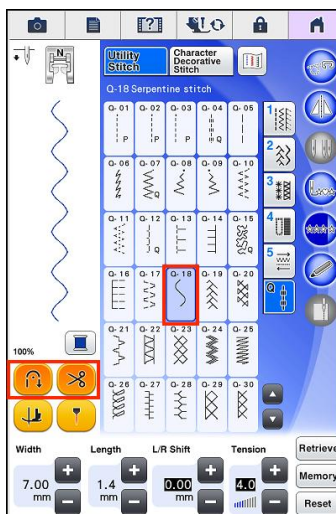 N
Utility
Stitch
Character
Decorative
Stitch
Q-18 Serpentine stitch
Q-01 Q-02 Q-03 Q-04 Q-05
P P P Q
1
Q-06 Q-07 Q-08 Q-09 Q-10
Q
2
3
Q-11 Q-12 Q-13 Q-14 Q-15
Q
4
5
Q-16 Q-17 Q-18 Q-19 Q-20
Q
Q-21 Q-22 Q-23 Q-24 Q-25
100%
Q-26 Q-27 Q-28 Q-29 Q-30
Width Length L/R Shift Tension
Retrieve
Memory
Reset
7.00 1.4 0.00 4.0
mm mm mm